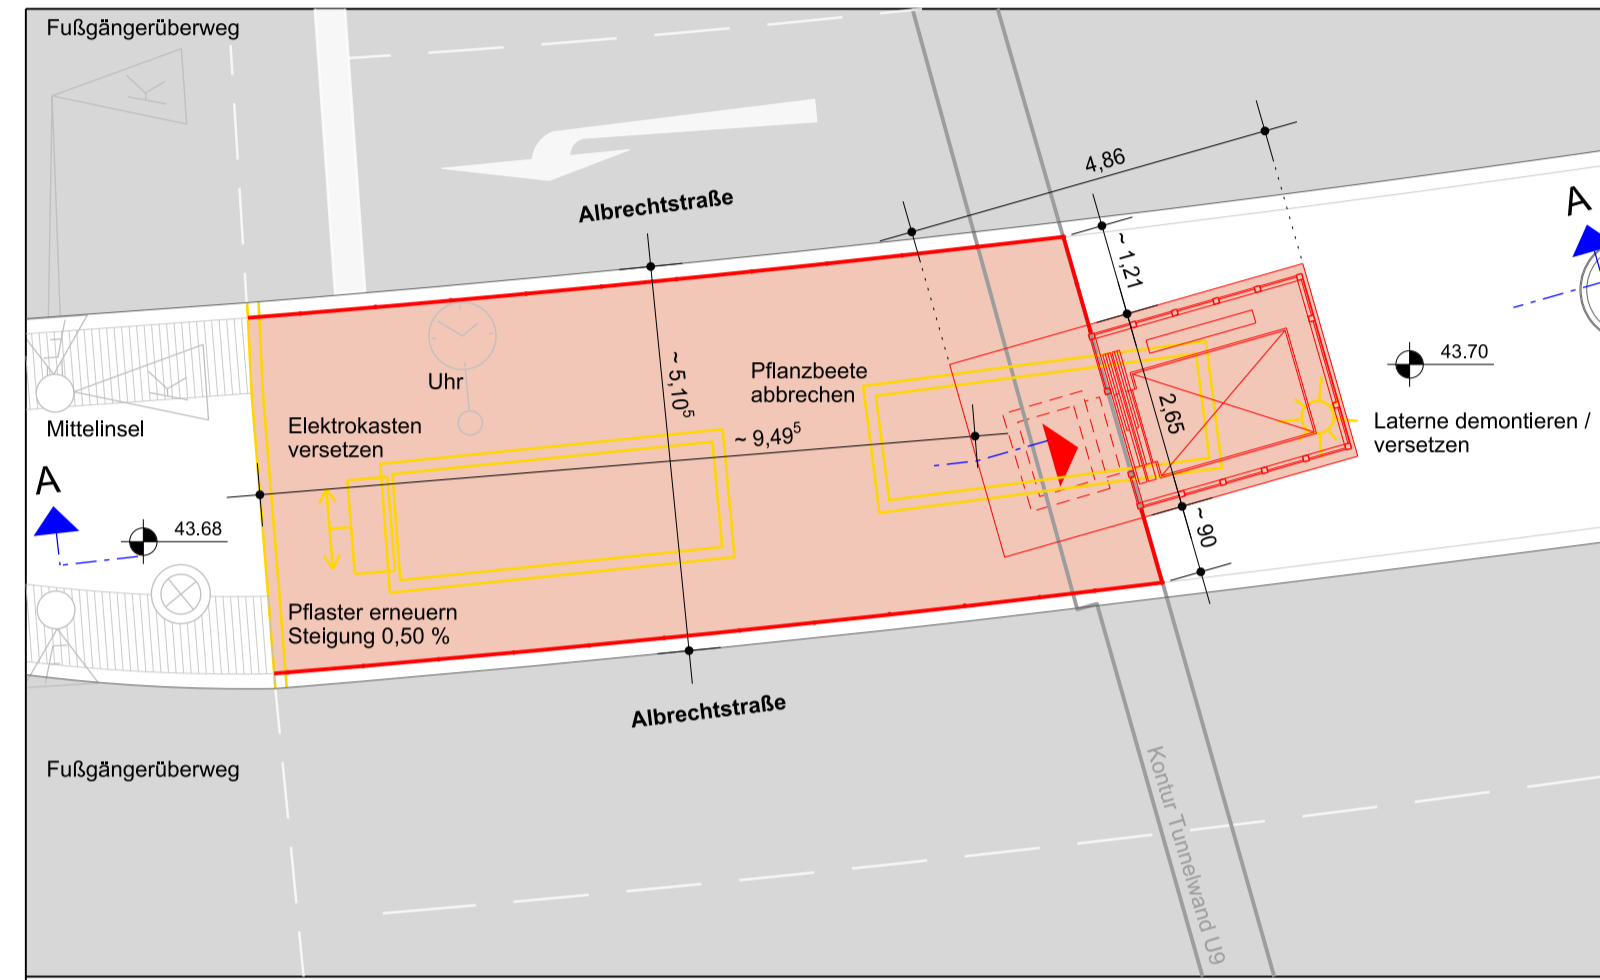 Fußgängerüberweg
Albrechtstraße
4,86
A
~ 1,21
43.70
Uhr
~ 5,10⁵
Pflanzbeete
abbrechen
2,65
Laterne demontieren /
versetzen
Mittelinsel
Elektrokasten
versetzen
~ 9,49⁵
A
43.68
~ 90
Pflaster erneuern
Steigung 0,50 %
Albrechtstraße
Fußgängerüberweg
Kontur Tunnelwand U9